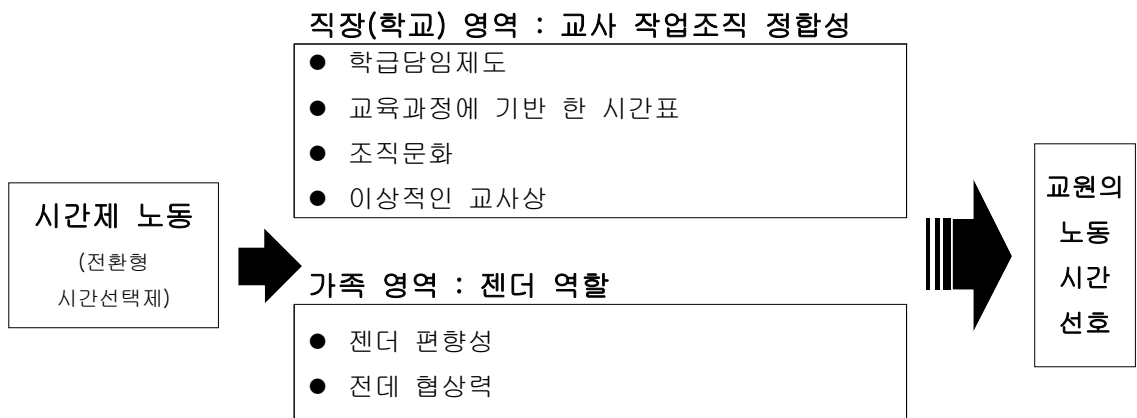 직장(학교) 영역 : 교사 작업조직 정합성
● 학급담임제도
● 교육과정에 기반 한 시간표
● 조직문화
● 이상적인 교사상
시간제 노동
(전환형
시간선택제)
가족 영역 : 젠더 역할
● 젠더 편향성
● 전데 협상력
교원의
노동
시간
선호